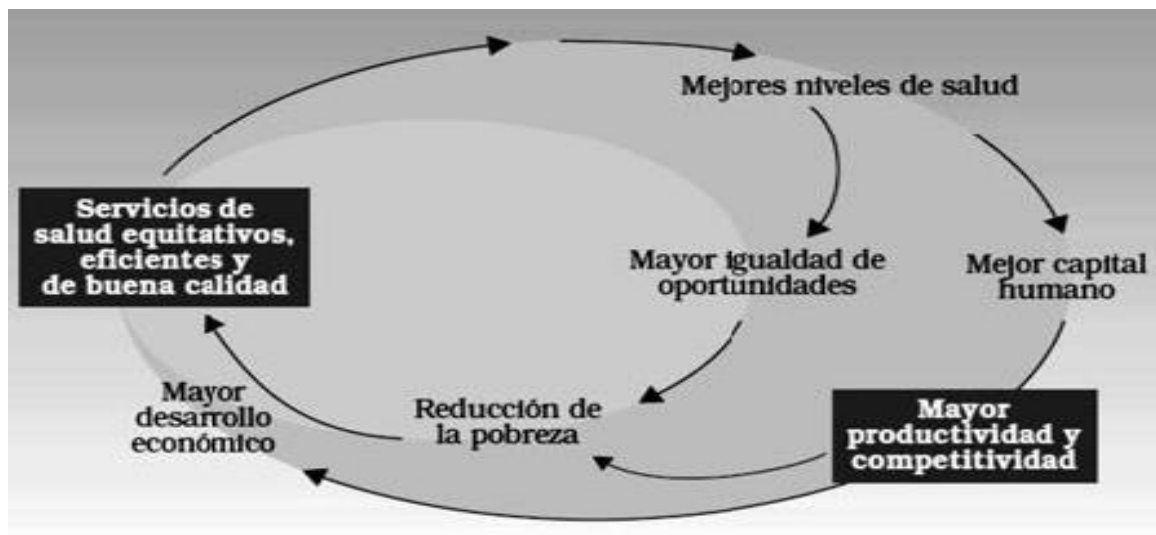 Mejores niveles de salud
Servicios de
salud equitativos,
eficientes y
de buena calidad
Mayor igualdad de
oportunidades
Mejor capital
humano
Mayor
desarrollo
económico
Reducción de
la pobreza
Mayor
productividad y
competitividad